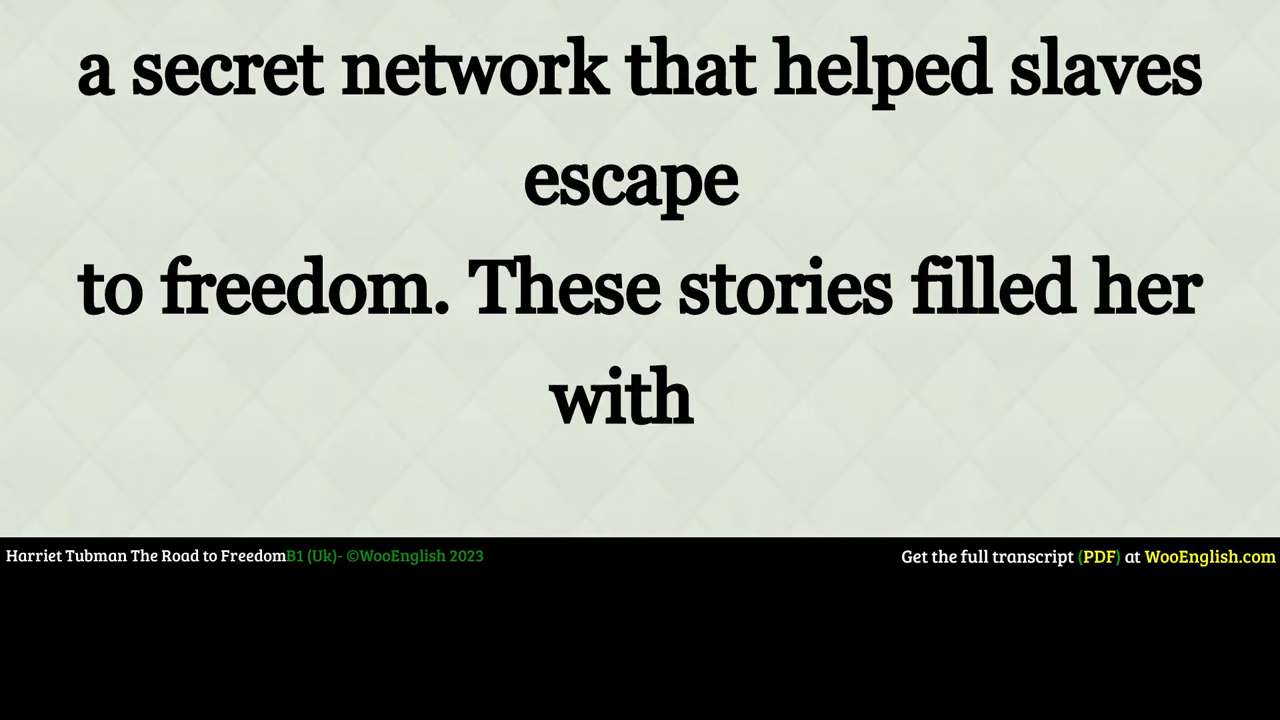 a secret network that helped slaves
escape
to freedom. These stories filled her
with
Harriet Tubman The Road to FreedomB1 (Uk)- ©WooEnglish 2023
Get the full transcript (PDF) at WooEnglish.com